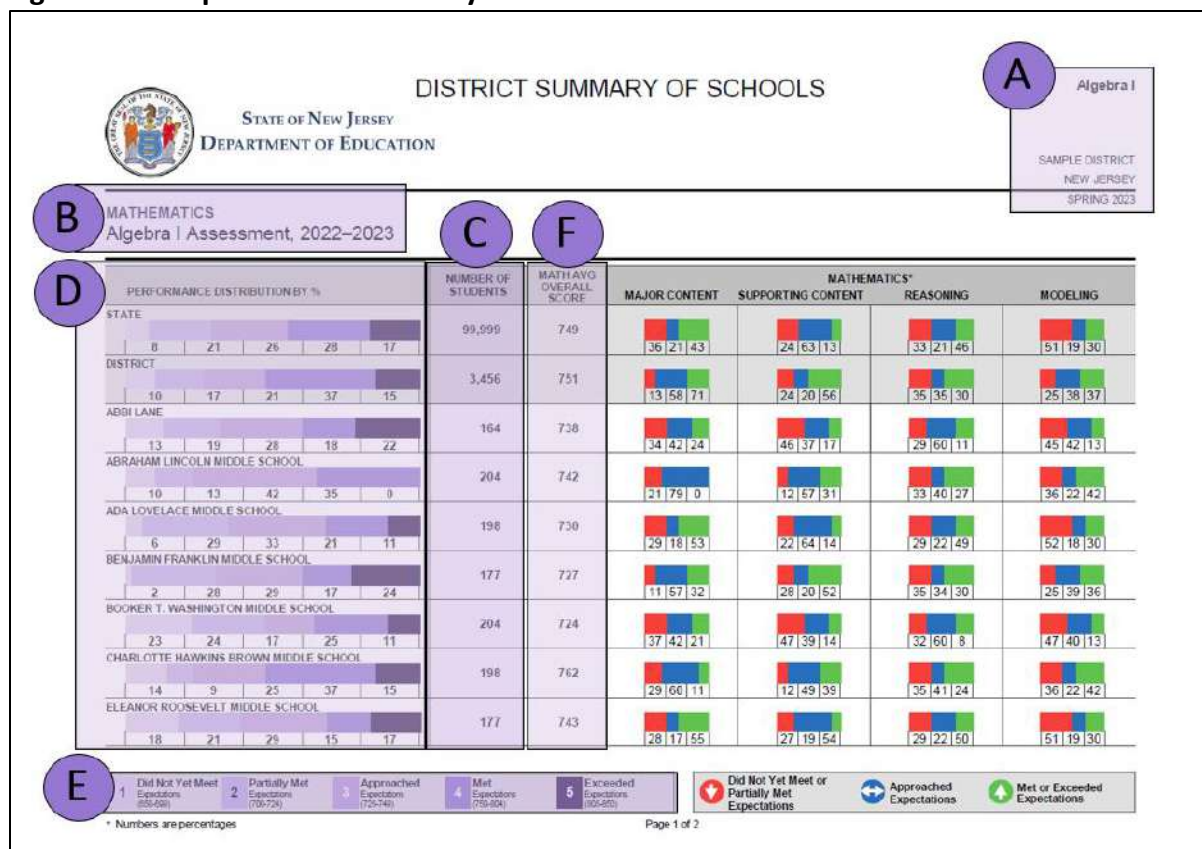 A
Algebra I
DISTRICT SUMMARY OF SCHOOLS
STATE OF NEW JERSEY
DEPARTMENT OF EDUCATION
SAMPLE DISTRICT
NEW JERSEY
SPRING 2023
B
MATHEMATICS
Algebra I Assessment, 2022–2023
C
F
D
PERFORMANCE DISTRIBUTION BY %
NUMBER OF
STUDENTS
MATH AVG
OVERALL
SCORE
MATHEMATICS*
MAJOR CONTENT SUPPORTING CONTENT REASONING MODELING
STATE
8 21 26 28 17 99,999 749 36 21 43 24 63 13 33 21 46 51 19 30
DISTRICT
10 17 21 37 15 3,456 751 13 58 71 24 20 56 35 35 30 25 38 37
ABBI LANE
13 19 28 18 22 164 738 34 42 24 46 37 17 29 60 11 45 42 13
ABRAHAM LINCOLN MIDDLE SCHOOL
10 13 42 35 0 204 742 21 79 0 12 57 31 33 40 27 36 22 42
ADA LOVELACE MIDDLE SCHOOL
6 29 33 21 11 198 730 29 18 53 22 64 14 29 22 49 52 18 30
BENJAMIN FRANKLIN MIDDLE SCHOOL
2 28 29 17 24 177 727 11 57 32 28 20 52 35 34 30 25 39 36
BOOKER T. WASHINGTON MIDDLE SCHOOL
23 24 17 25 11 204 724 37 42 21 47 39 14 32 60 8 47 40 13
CHARLOTTE HAWKINS BROWN MIDDLE SCHOOL
14 9 25 37 15 198 762 29 60 11 12 49 39 35 41 24 36 22 42
ELEANOR ROOSEVELT MIDDLE SCHOOL
18 21 29 15 17 177 743 28 17 55 27 19 54 29 22 50 51 19 30
E
1 Did Not Yet Meet Expectations
2 Partially Met Expectations
3 Approached Expectations
4 Met Expectations
5 Exceeded Expectations
Did Not Yet Meet or
Partially Met
Expectations
Approached
Expectations
Met or Exceeded
Expectations
* Numbers are percentages
Page 1 of 2